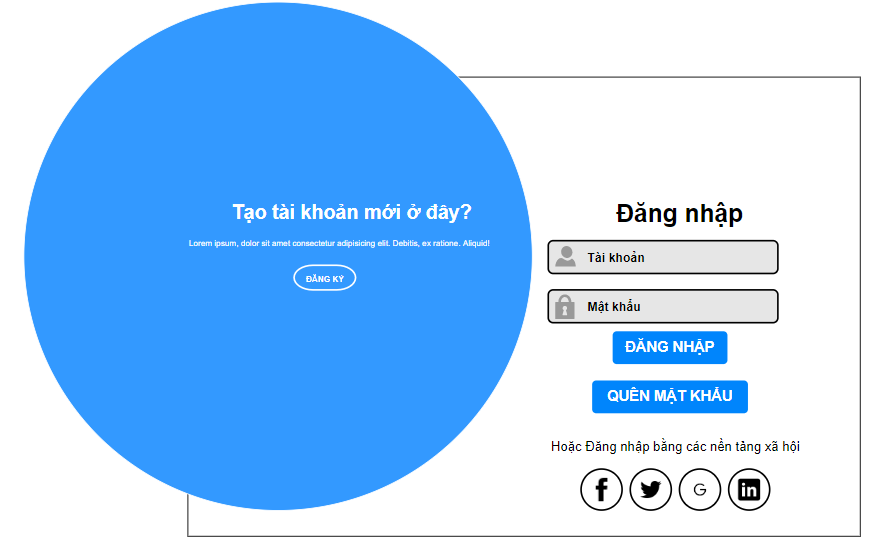 Tạo tài khoản mới ở đây?
Lorem ipsum, dolor sit amet consectetur adipisicing elit. Debitis, ex ratione. Aliquid!
ĐĂNG KÝ
Đăng nhập
Tài khoản
Mật khẩu
ĐĂNG NHẬP
QUÊN MẬT KHẨU
Hoặc Đăng nhập bằng các nền tảng xã hội
f G in